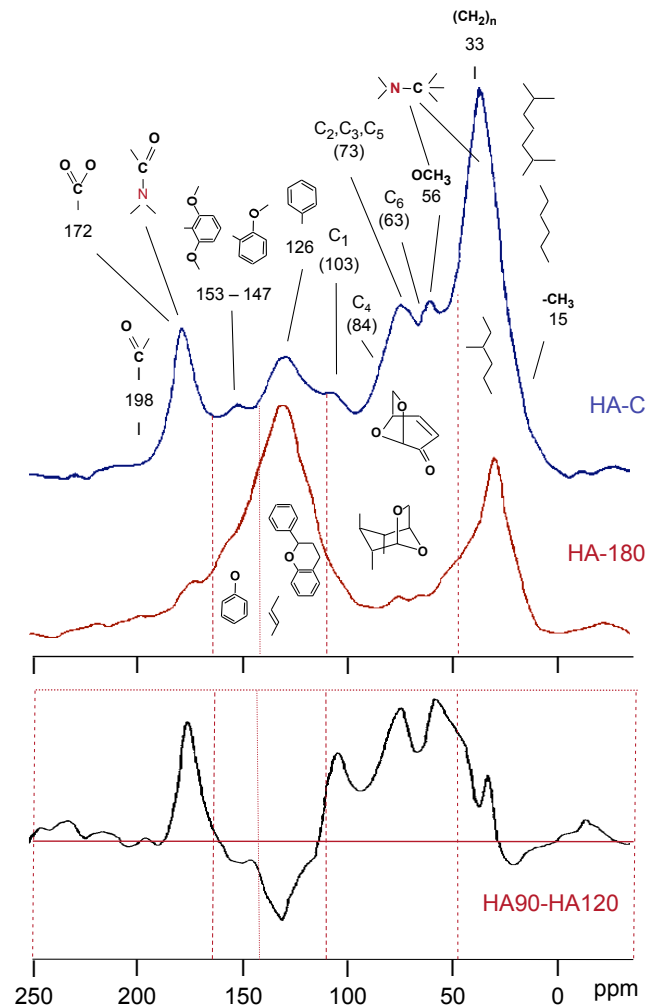 (CH2)n
33
N C
C2,C3,C5
(73)
OCH3
56
C6
(63)
O O
C
172
O
C
N
O
O
O
126
C1
(103)
153 – 147
C4
(84)
-CH3
15
O
C
198
HA-C
O
O
O
HA-180
O
O
O
O
HA90-HA120
250 200 150 100 50 0 ppm